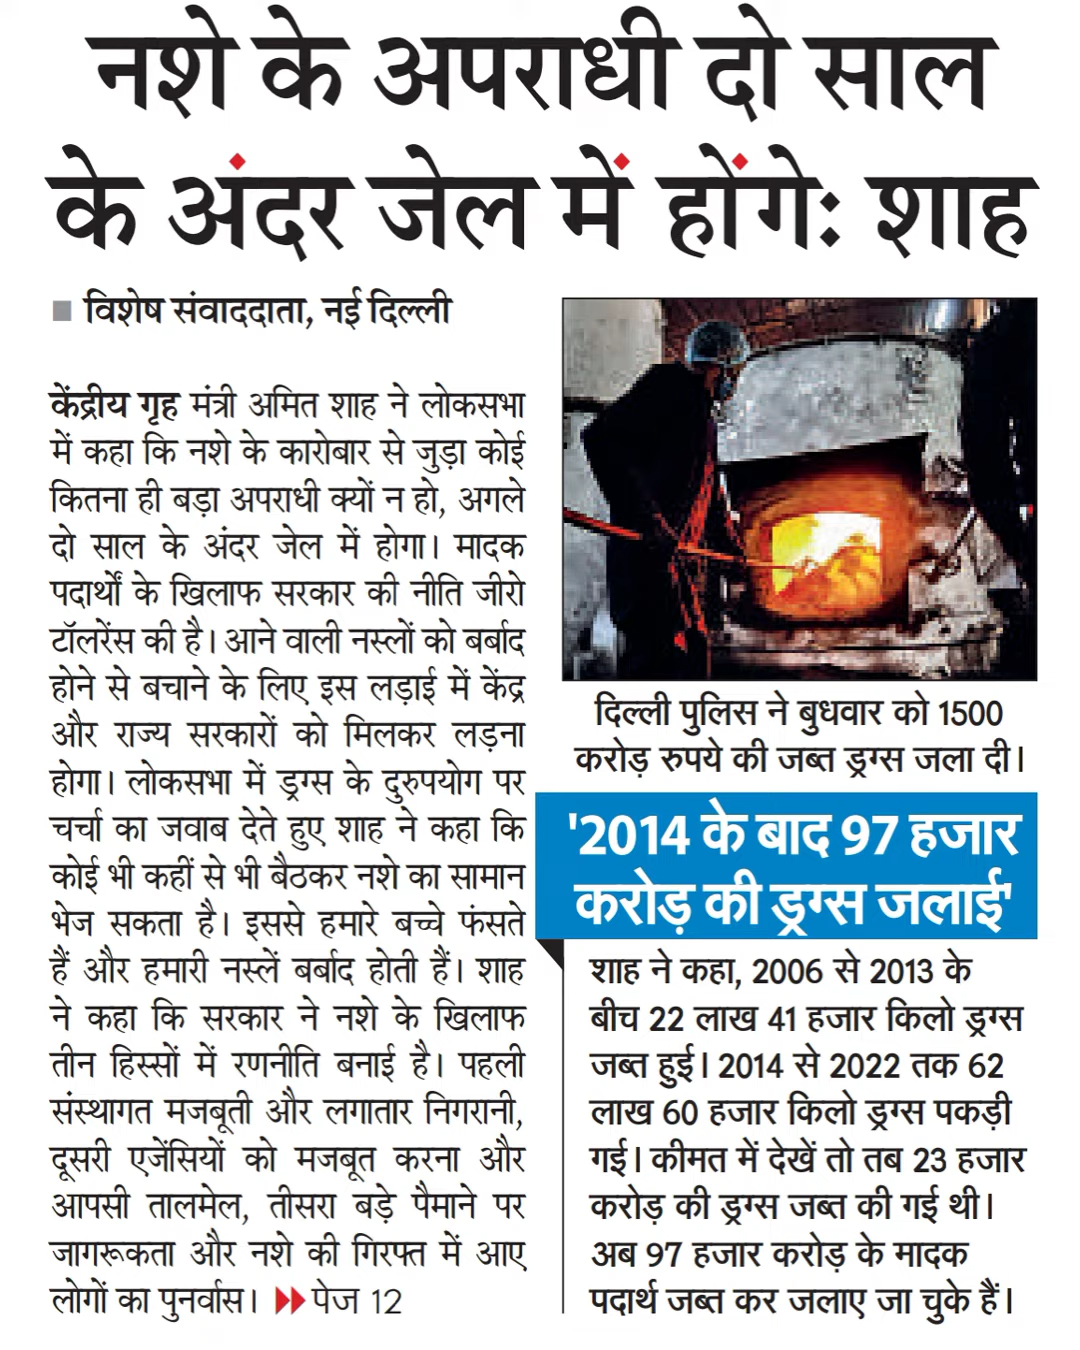 नशे के अपराधी दो साल
के अंदर जेल में होंगेः शाह
■ विशेष संवाददाता, नई दिल्ली
केंद्रीय गृह मंत्री अमित शाह ने लोकसभा
में कहा कि नशे के कारोबार से जुड़ा कोई
कितना ही बड़ा अपराधी क्यों न हो, अगले
दो साल के अंदर जेल में होगा। मादक
पदार्थों के खिलाफ सरकार की नीति जीरो
टॉलरेंस की है। आने वाली नस्लों को बर्बाद
होने से बचाने के लिए इस लड़ाई में केंद्र
और राज्य सरकारों को मिलकर लड़ना
होगा। लोकसभा में ड्रग्स के दुरुपयोग पर
चर्चा का जवाब देते हुए शाह ने कहा कि
कोई भी कहीं से भी बैठकर नशे का सामान
भेज सकता है। इससे हमारे बच्चे फंसते
हैं और हमारी नस्लें बर्बाद होती हैं। शाह
ने कहा कि सरकार ने नशे के खिलाफ
तीन हिस्सों में रणनीति बनाई है। पहली
संस्थागत मजबूती और लगातार निगरानी,
दूसरी एजेंसियों को मजबूत करना और
आपसी तालमेल, तीसरा बड़े पैमाने पर
जागरूकता और नशे की गिरफ्त में आए
लोगों का पुनर्वास। पेज 12
दिल्ली पुलिस ने बुधवार को 1500
करोड़ रुपये की जब्त ड्रग्स जला दी।
'2014 के बाद 97 हजार
करोड़ की ड्रग्स जलाई'
शाह ने कहा, 2006 से 2013 के
बीच 22 लाख 41 हजार किलो ड्रग्स
जब्त हुई। 2014 से 2022 तक 62
लाख 60 हजार किलो ड्रग्स पकड़ी
गई। कीमत में देखें तो तब 23 हजार
करोड़ की ड्रग्स जब्त की गई थी।
अब 97 हजार करोड़ के मादक
पदार्थ जब्त कर जलाए जा चुके हैं।